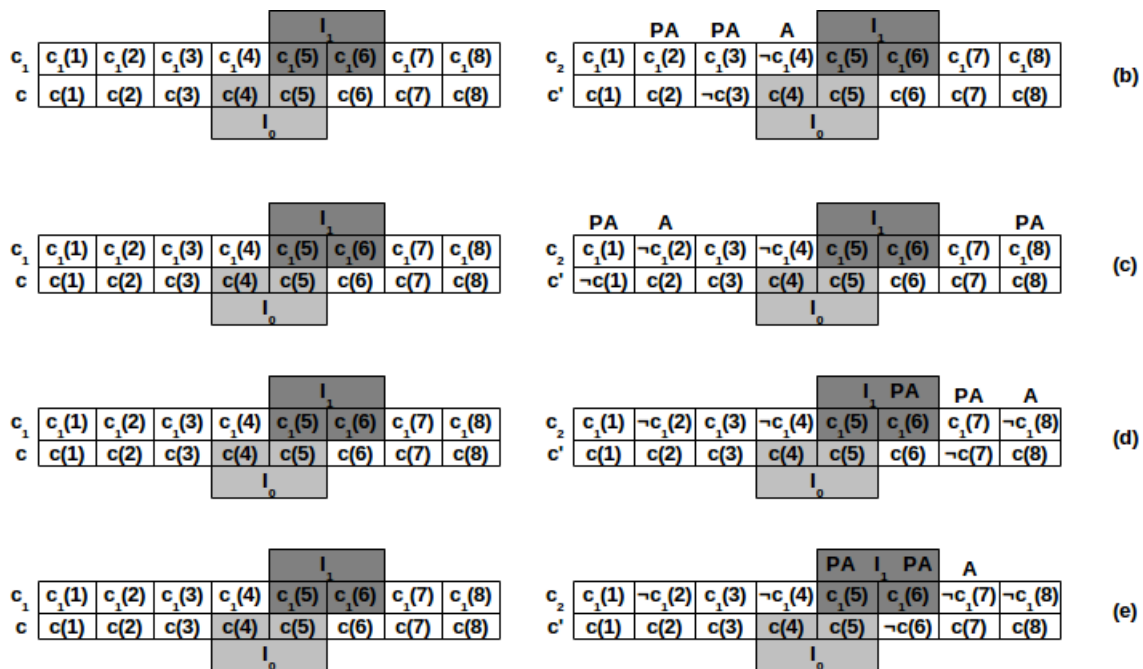 I₁ PA PA A I₁
c₁ c₁(1) c₁(2) c₁(3) c₁(4) c₁(5) c₁(6) c₁(7) c₁(8) c₂ c₁(1) c₁(2) c₁(3) ¬c₁(4) c₁(5) c₁(6) c₁(7) c₁(8) (b)
c c(1) c(2) c(3) c(4) c(5) c(6) c(7) c(8) c' c(1) c(2) ¬c(3) c(4) c(5) c(6) c(7) c(8)
I₀ I₀
I₁ PA A I₁ PA
c₁ c₁(1) c₁(2) c₁(3) c₁(4) c₁(5) c₁(6) c₁(7) c₁(8) c₂ c₁(1) ¬c₁(2) c₁(3) ¬c₁(4) c₁(5) c₁(6) c₁(7) c₁(8) (c)
c c(1) c(2) c(3) c(4) c(5) c(6) c(7) c(8) c' ¬c(1) c(2) c(3) c(4) c(5) c(6) c(7) c(8)
I₀ I₀
I₁ I₁ PA PA A
c₁ c₁(1) c₁(2) c₁(3) c₁(4) c₁(5) c₁(6) c₁(7) c₁(8) c₂ c₁(1) ¬c₁(2) c₁(3) ¬c₁(4) c₁(5) c₁(6) c₁(7) ¬c₁(8) (d)
c c(1) c(2) c(3) c(4) c(5) c(6) c(7) c(8) c' c(1) c(2) c(3) c(4) c(5) c(6) ¬c(7) c(8)
I₀ I₀
I₁ PA I₁ PA A
c₁ c₁(1) c₁(2) c₁(3) c₁(4) c₁(5) c₁(6) c₁(7) c₁(8) c₂ c₁(1) ¬c₁(2) c₁(3) ¬c₁(4) c₁(5) c₁(6) ¬c₁(7) ¬c₁(8) (e)
c c(1) c(2) c(3) c(4) c(5) c(6) c(7) c(8) c' c(1) c(2) c(3) c(4) c(5) ¬c(6) c(7) c(8)
I₀ I₀